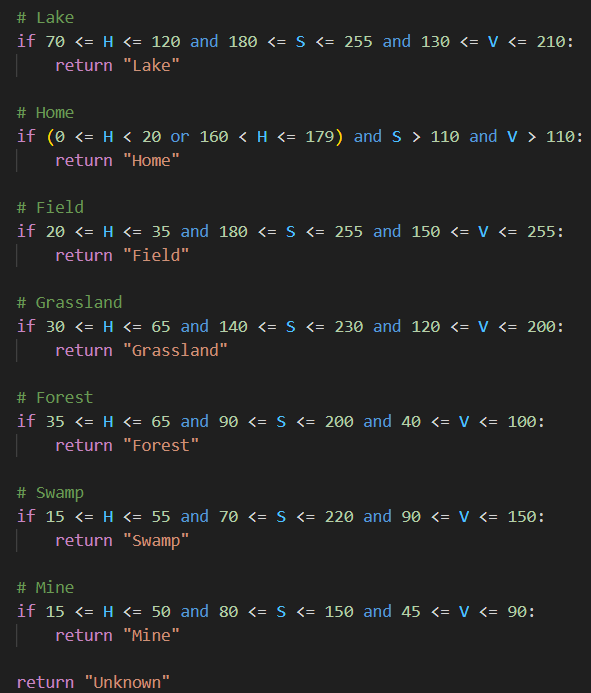 # Lake
if 70 <= H <= 120 and 180 <= S <= 255 and 130 <= V <= 210:
    return "Lake"

# Home
if (0 <= H < 20 or 160 < H <= 179) and S > 110 and V > 110:
    return "Home"

# Field
if 20 <= H <= 35 and 180 <= S <= 255 and 150 <= V <= 255:
    return "Field"

# Grassland
if 30 <= H <= 65 and 140 <= S <= 230 and 120 <= V <= 200:
    return "Grassland"

# Forest
if 35 <= H <= 65 and 90 <= S <= 200 and 40 <= V <= 100:
    return "Forest"

# Swamp
if 15 <= H <= 55 and 70 <= S <= 220 and 90 <= V <= 150:
    return "Swamp"

# Mine
if 15 <= H <= 50 and 80 <= S <= 150 and 45 <= V <= 90:
    return "Mine"

return "Unknown"